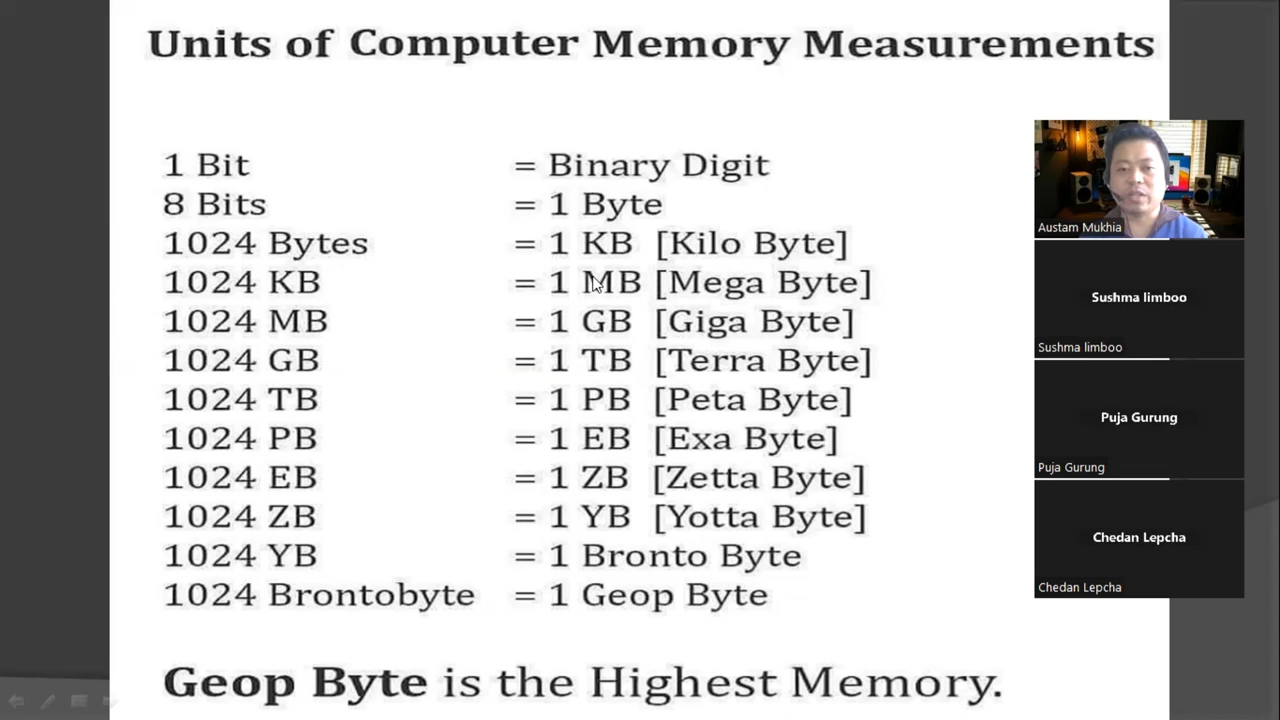 Units of Computer Memory Measurements
1 Bit = Binary Digit
8 Bits = 1 Byte
1024 Bytes = 1 KB [Kilo Byte]
1024 KB = 1 MB [Mega Byte]
1024 MB = 1 GB [Giga Byte]
1024 GB = 1 TB [Terra Byte]
1024 TB = 1 PB [Peta Byte]
1024 PB = 1 EB [Exa Byte]
1024 EB = 1 ZB [Zetta Byte]
1024 ZB = 1 YB [Yotta Byte]
1024 YB = 1 Bronto Byte
1024 Brontobyte = 1 Geop Byte
Geop Byte is the Highest Memory.
Austam Mukhia
Sushma limboo
Sushma limboo
Puja Gurung
Puja Gurung
Chedan Lepcha
Chedan Lepcha